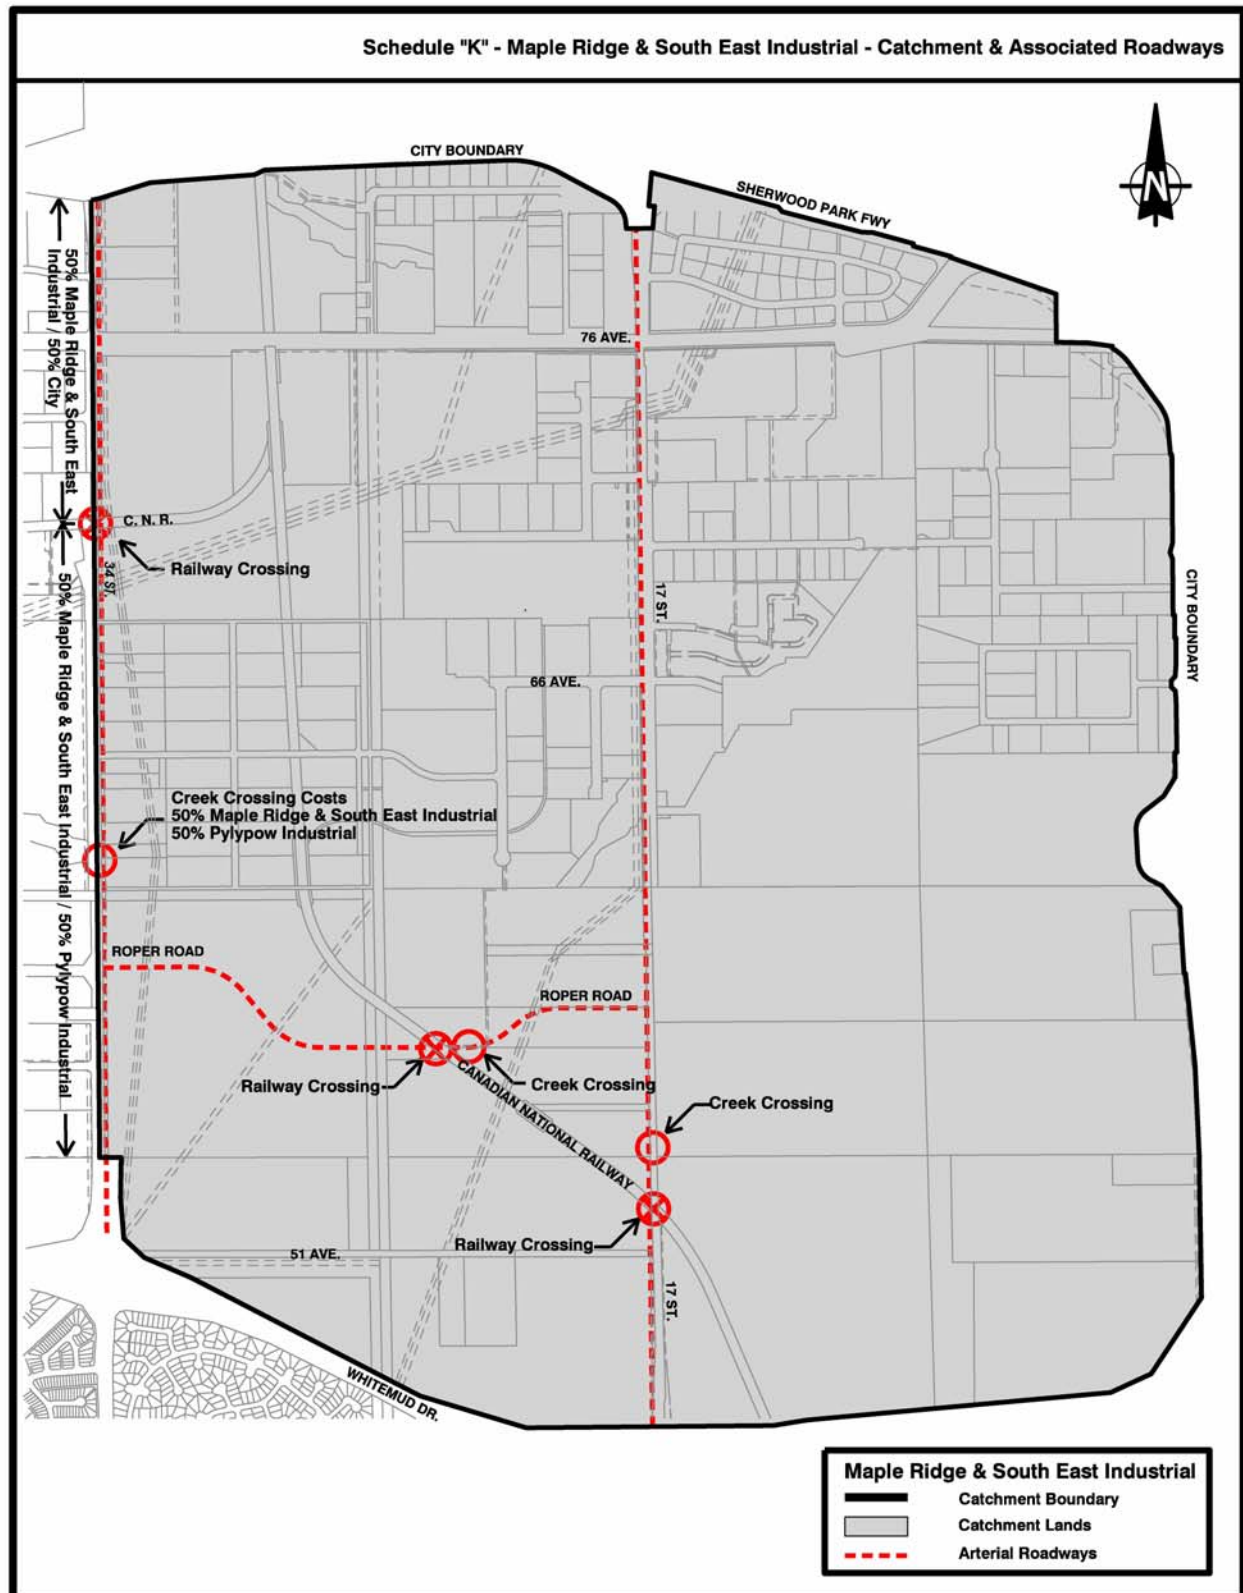 Schedule "K" - Maple Ridge & South East Industrial - Catchment & Associated Roadways
CITY BOUNDARY
SHERWOOD PARK FWY
N
50% Maple Ridge & South East
Industrial / 50% City
76 AVE.
C. N. R.
Railway Crossing
34 ST.
17 ST.
CITY BOUNDARY
66 AVE.
50% Maple Ridge & South East Industrial / 50% Pylypow Industrial
Creek Crossing Costs
50% Maple Ridge & South East Industrial
50% Pylypow Industrial
ROPER ROAD
ROPER ROAD
Railway Crossing
Creek Crossing
CANADIAN NATIONAL RAILWAY
Creek Crossing
Railway Crossing
51 AVE.
17 ST.
WHITEMUD DR.
Maple Ridge & South East Industrial
Catchment Boundary
Catchment Lands
Arterial Roadways